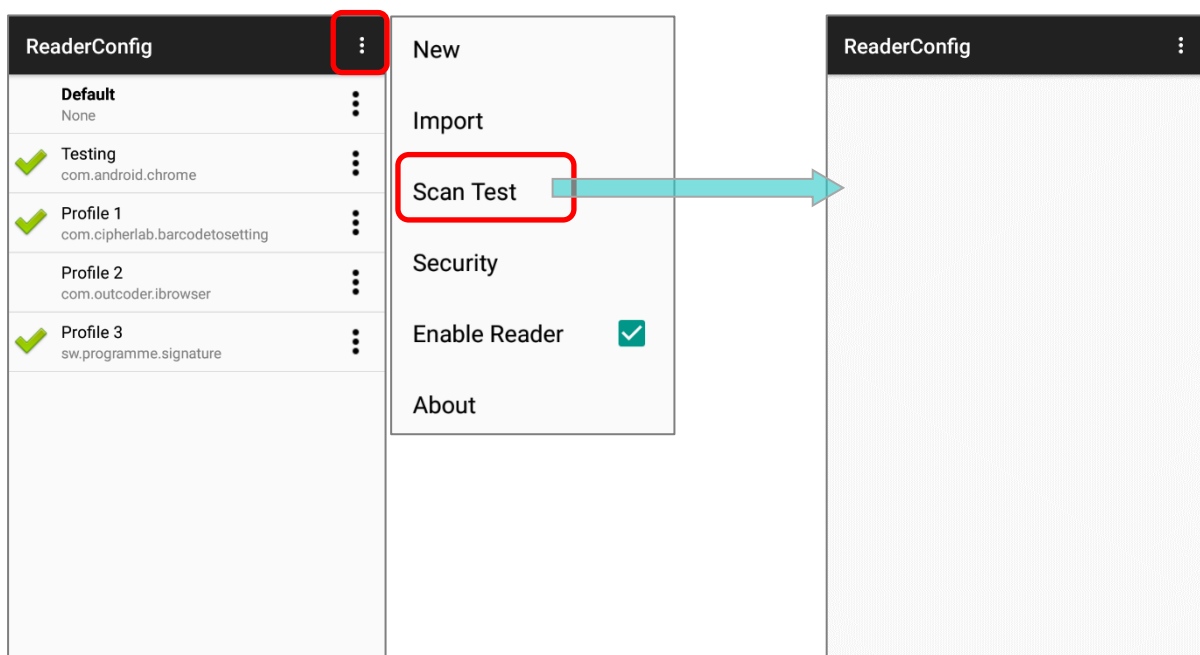 ReaderConfig
Default
None
Testing
com.android.chrome
Profile 1
com.cipherlab.barcodetosetting
Profile 2
com.outcoder.ibrowser
Profile 3
sw.programme.signature
New
Import
Scan Test
Security
Enable Reader
About
ReaderConfig